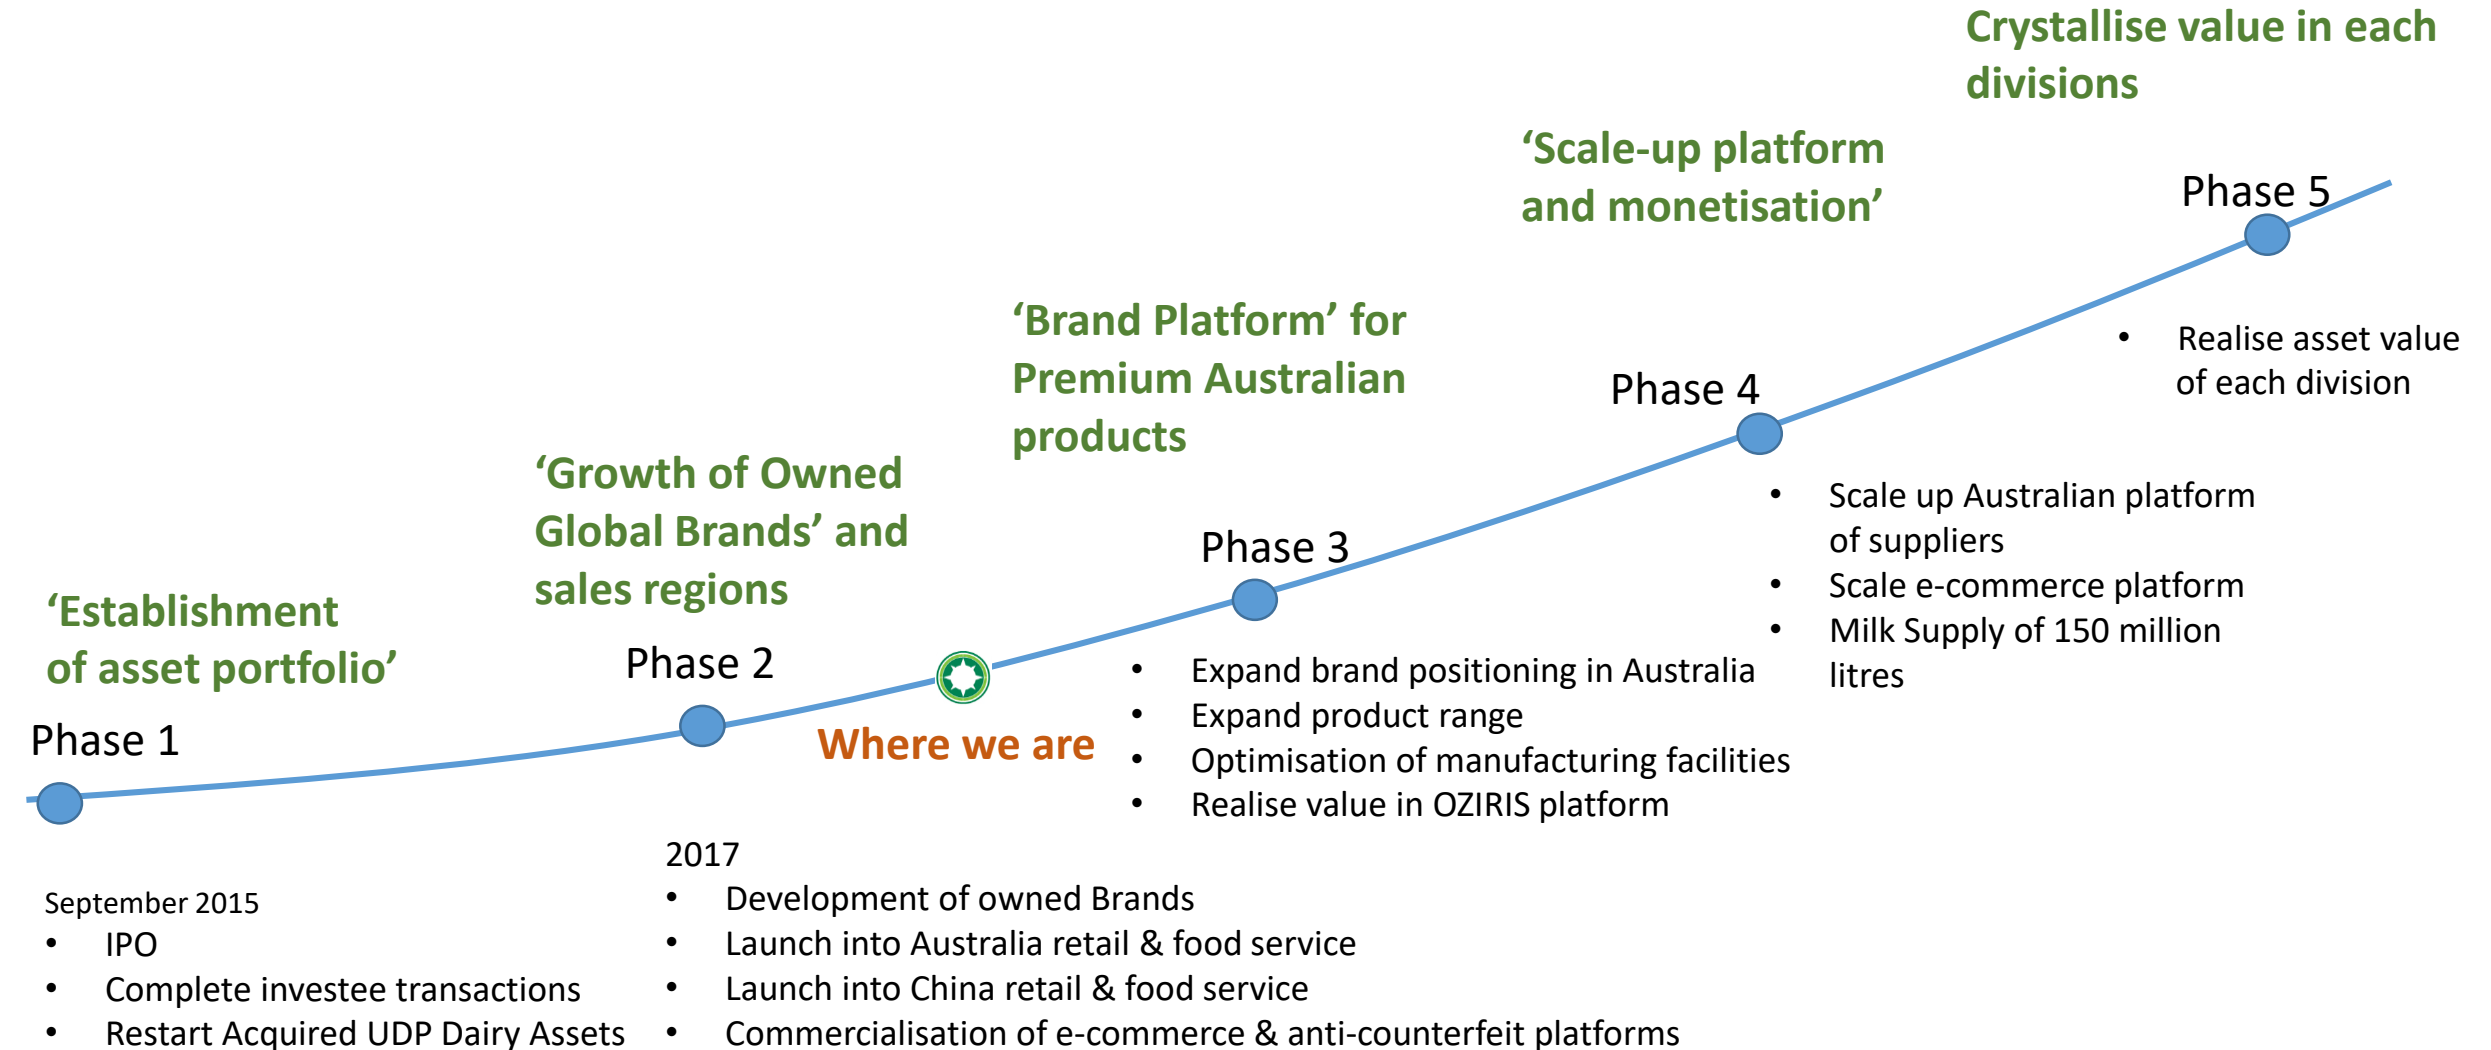 ‘Establishment
of asset portfolio’
Phase 1
September 2015
• IPO
• Complete investee transactions
• Restart Acquired UDP Dairy Assets
‘Growth of Owned
Global Brands’ and
sales regions
Phase 2
2017
• Development of owned Brands
• Launch into Australia retail & food service
• Launch into China retail & food service
• Commercialisation of e-commerce & anti-counterfeit platforms
Where we are
‘Brand Platform’ for
Premium Australian
products
Phase 3
• Expand brand positioning in Australia
• Expand product range
• Optimisation of manufacturing facilities
• Realise value in OZIRIS platform
‘Scale-up platform
and monetisation’
Phase 4
• Scale up Australian platform
of suppliers
• Scale e-commerce platform
• Milk Supply of 150 million
litres
Crystallise value in each
divisions
Phase 5
• Realise asset value
of each division